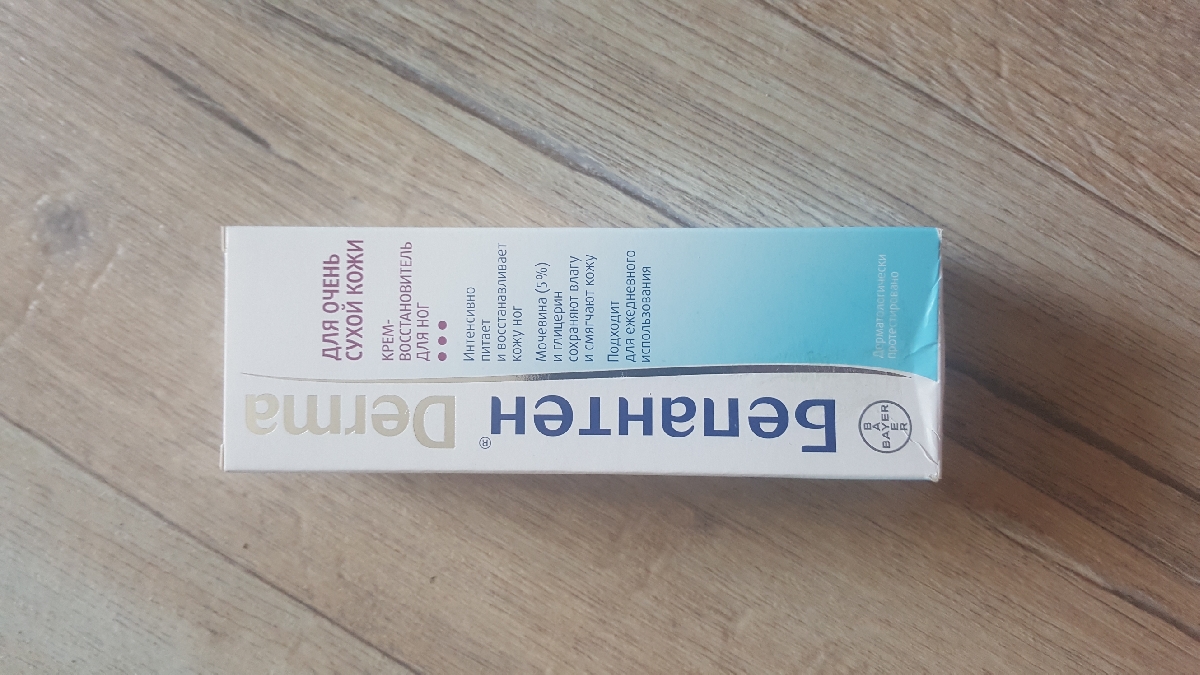 Бепантен® Derma
ДЛЯ ОЧЕНЬ
СУХОЙ КОЖИ
КРЕМ-
ВОССТАНОВИТЕЛЬ
ДЛЯ НОГ
Интенсивно
питает
и восстанавливает
кожу ног
Мочевина (5%)
и глицерин
сохраняют влагу
и смягчают кожу
Подходит
для ежедневного
использования
Дерматологически
протестировано
BAYER
BAYER